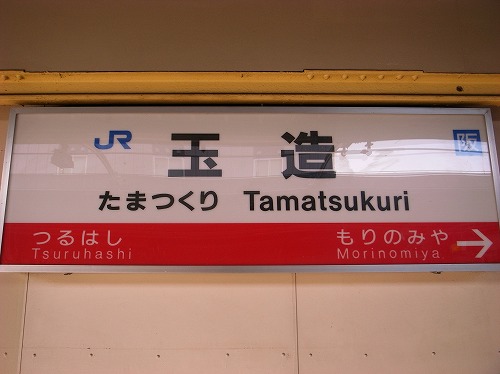 JR 玉造 阪
たまつくり Tamatsukuri
つるはし もりのみや →
Tsuruhashi Morinomiya